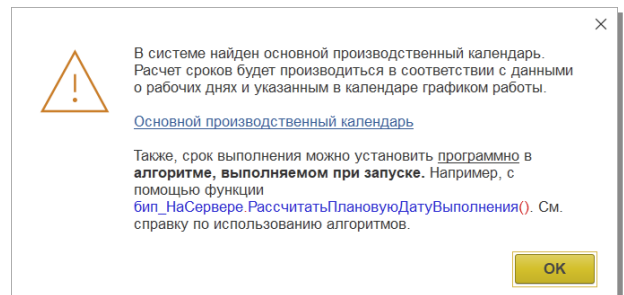 В системе найден основной производственный календарь.
Расчет сроков будет производиться в соответствии с данными
о рабочих днях и указанным в календаре графиком работы.
Основной производственный календарь
Также, срок выполнения можно установить программно в
алгоритме, выполняемом при запуске. Например, с
помощью функции
бип_НаСервере.РассчитатьПлановуюДатуВыполнения(). См.
справку по использованию алгоритмов.
OK